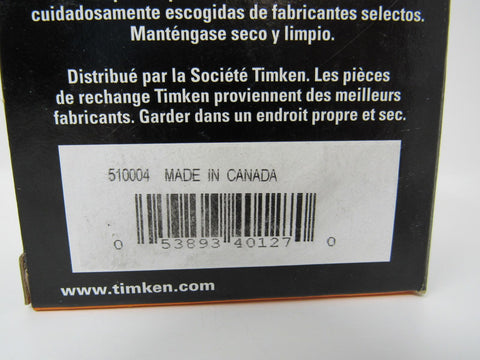 cuidadosamente escogidas de fabricantes selectos.
Manténgase seco y limpio.
Distribué par la Société Timken. Les pièces
de rechange Timken proviennent des meilleurs
fabricants. Garder dans un endroit propre et sec.
510004 MADE IN CANADA
0 53893 40127 0
www.timken.com